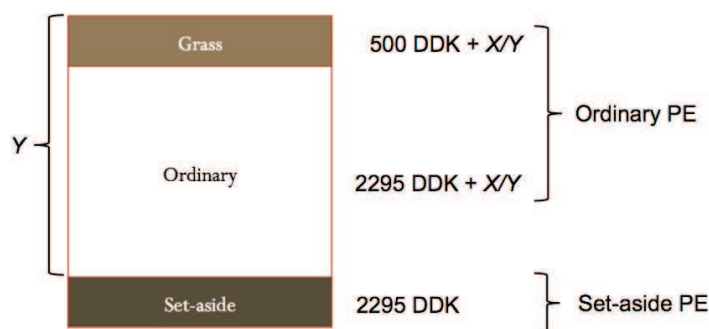 Grass
500 DDK + X/Y
Ordinary PE
Y
Ordinary
2295 DDK + X/Y
Set-aside
2295 DDK
Set-aside PE